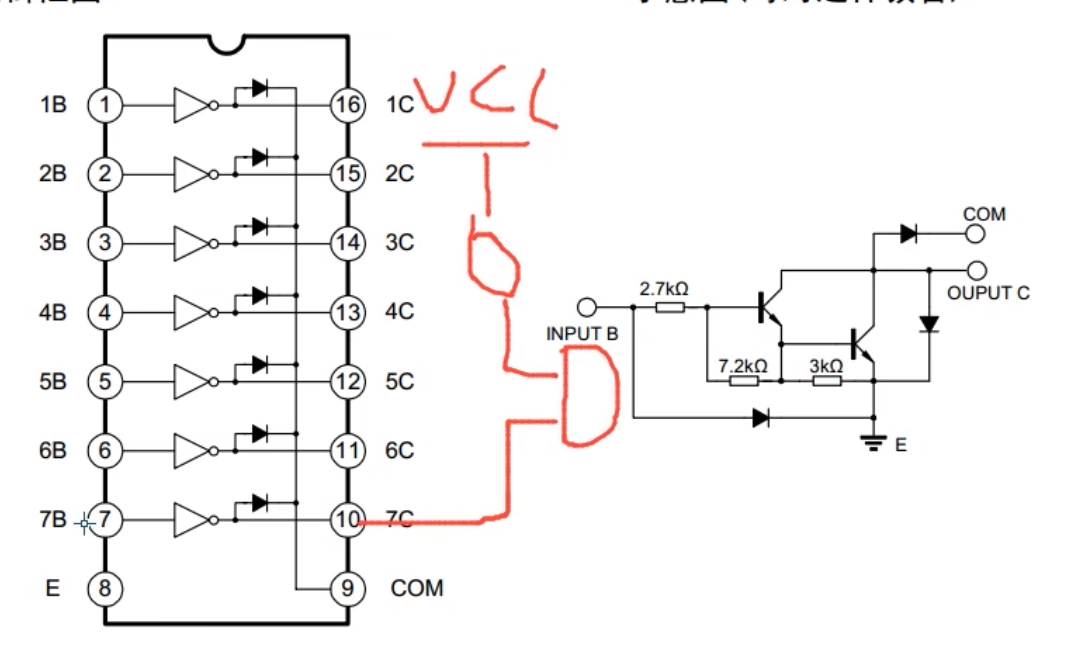 1B 1 16 1C VCC
2B 2 15 2C
3B 3 14 3C
4B 4 13 4C
5B 5 12 5C
6B 6 11 6C
7B 7 10 7C
E 8 9 COM
COM
OUPUT C
2.7kΩ
INPUT B
7.2kΩ 3kΩ
E